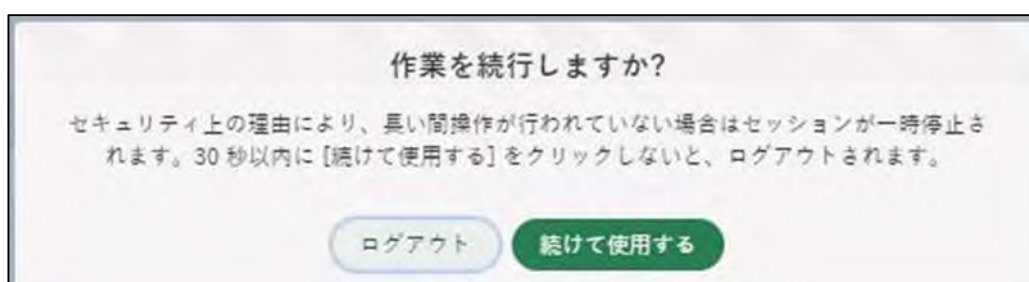 作業を続行しますか?
セキュリティ上の理由により、長い間操作が行われていない場合はセッションが一時停止さ
れます。30 秒以内に [続けて使用する] をクリックしないと、ログアウトされます。
ログアウト
続けて使用する